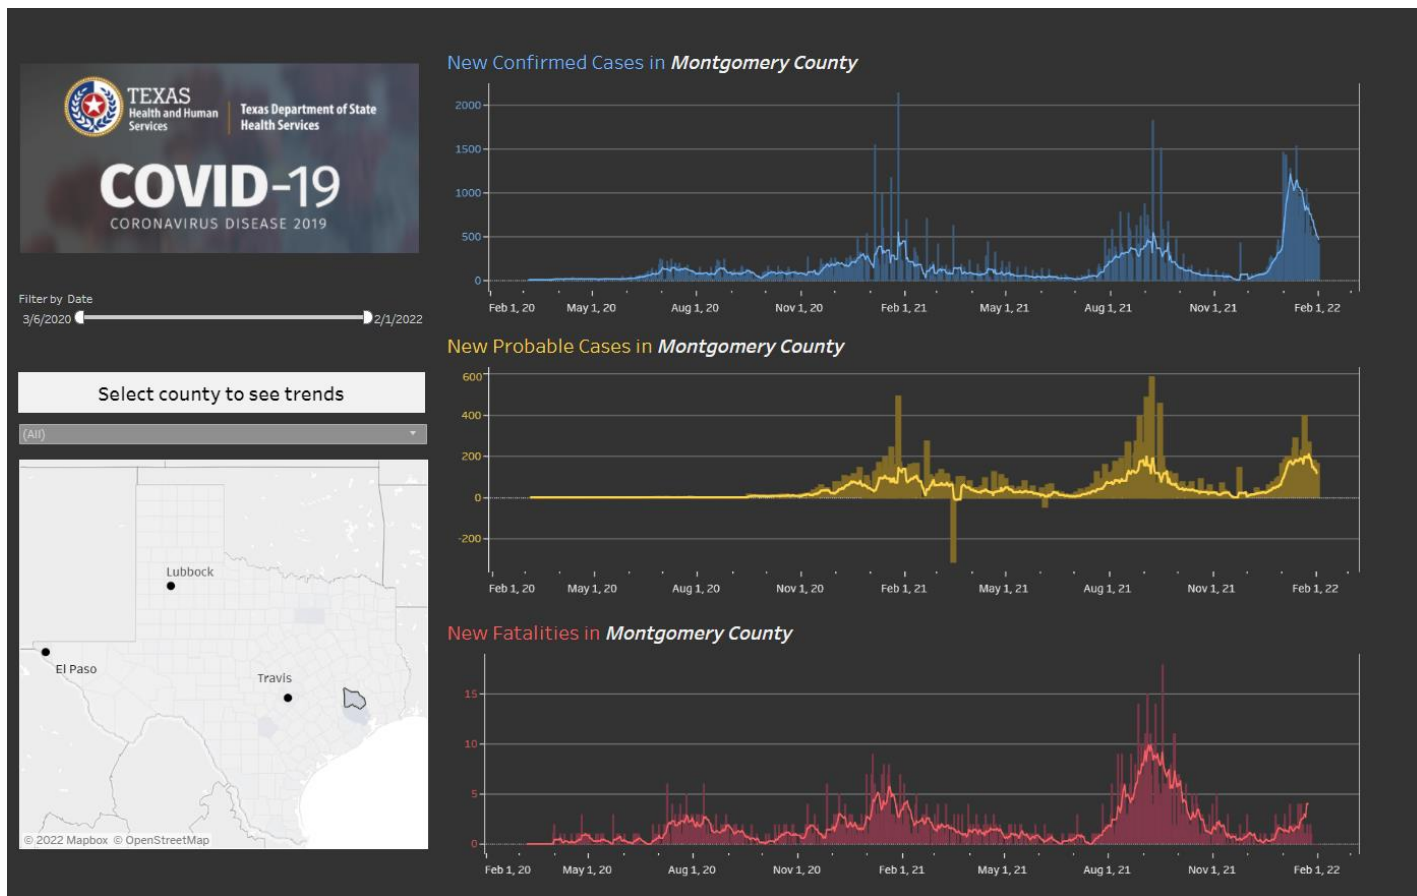 TEXAS
Health and Human
Services
Texas Department of State
Health Services
COVID-19
CORONAVIRUS DISEASE 2019
Filter by Date
3/6/2020
2/1/2022
Select county to see trends
(All)
Lubbock
El Paso
Travis
© 2022 Mapbox © OpenStreetMap
New Confirmed Cases in Montgomery County
2000
1500
1000
500
0
Feb 1, 20 May 1, 20 Aug 1, 20 Nov 1, 20 Feb 1, 21 May 1, 21 Aug 1, 21 Nov 1, 21 Feb 1, 22
New Probable Cases in Montgomery County
600
400
200
0
-200
Feb 1, 20 May 1, 20 Aug 1, 20 Nov 1, 20 Feb 1, 21 May 1, 21 Aug 1, 21 Nov 1, 21 Feb 1, 22
New Fatalities in Montgomery County
15
10
5
0
Feb 1, 20 May 1, 20 Aug 1, 20 Nov 1, 20 Feb 1, 21 May 1, 21 Aug 1, 21 Nov 1, 21 Feb 1, 22